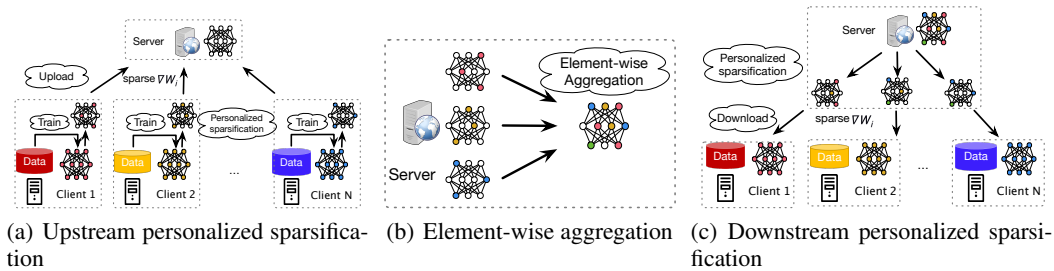 Server
Upload
sparse ∇W_i
Train
Train
Personalized
sparsification
Train
Data
Data
...
Data
Client 1
Client 2
Client N
(a) Upstream personalized sparsifica-
tion
Element-wise
Aggregation
Server
(b) Element-wise aggregation
Server
Personalized
sparsification
Download
sparse ∇W_i
Data
Data
...
Data
Client 1
Client 2
Client N
(c) Downstream personalized sparsi-
fication